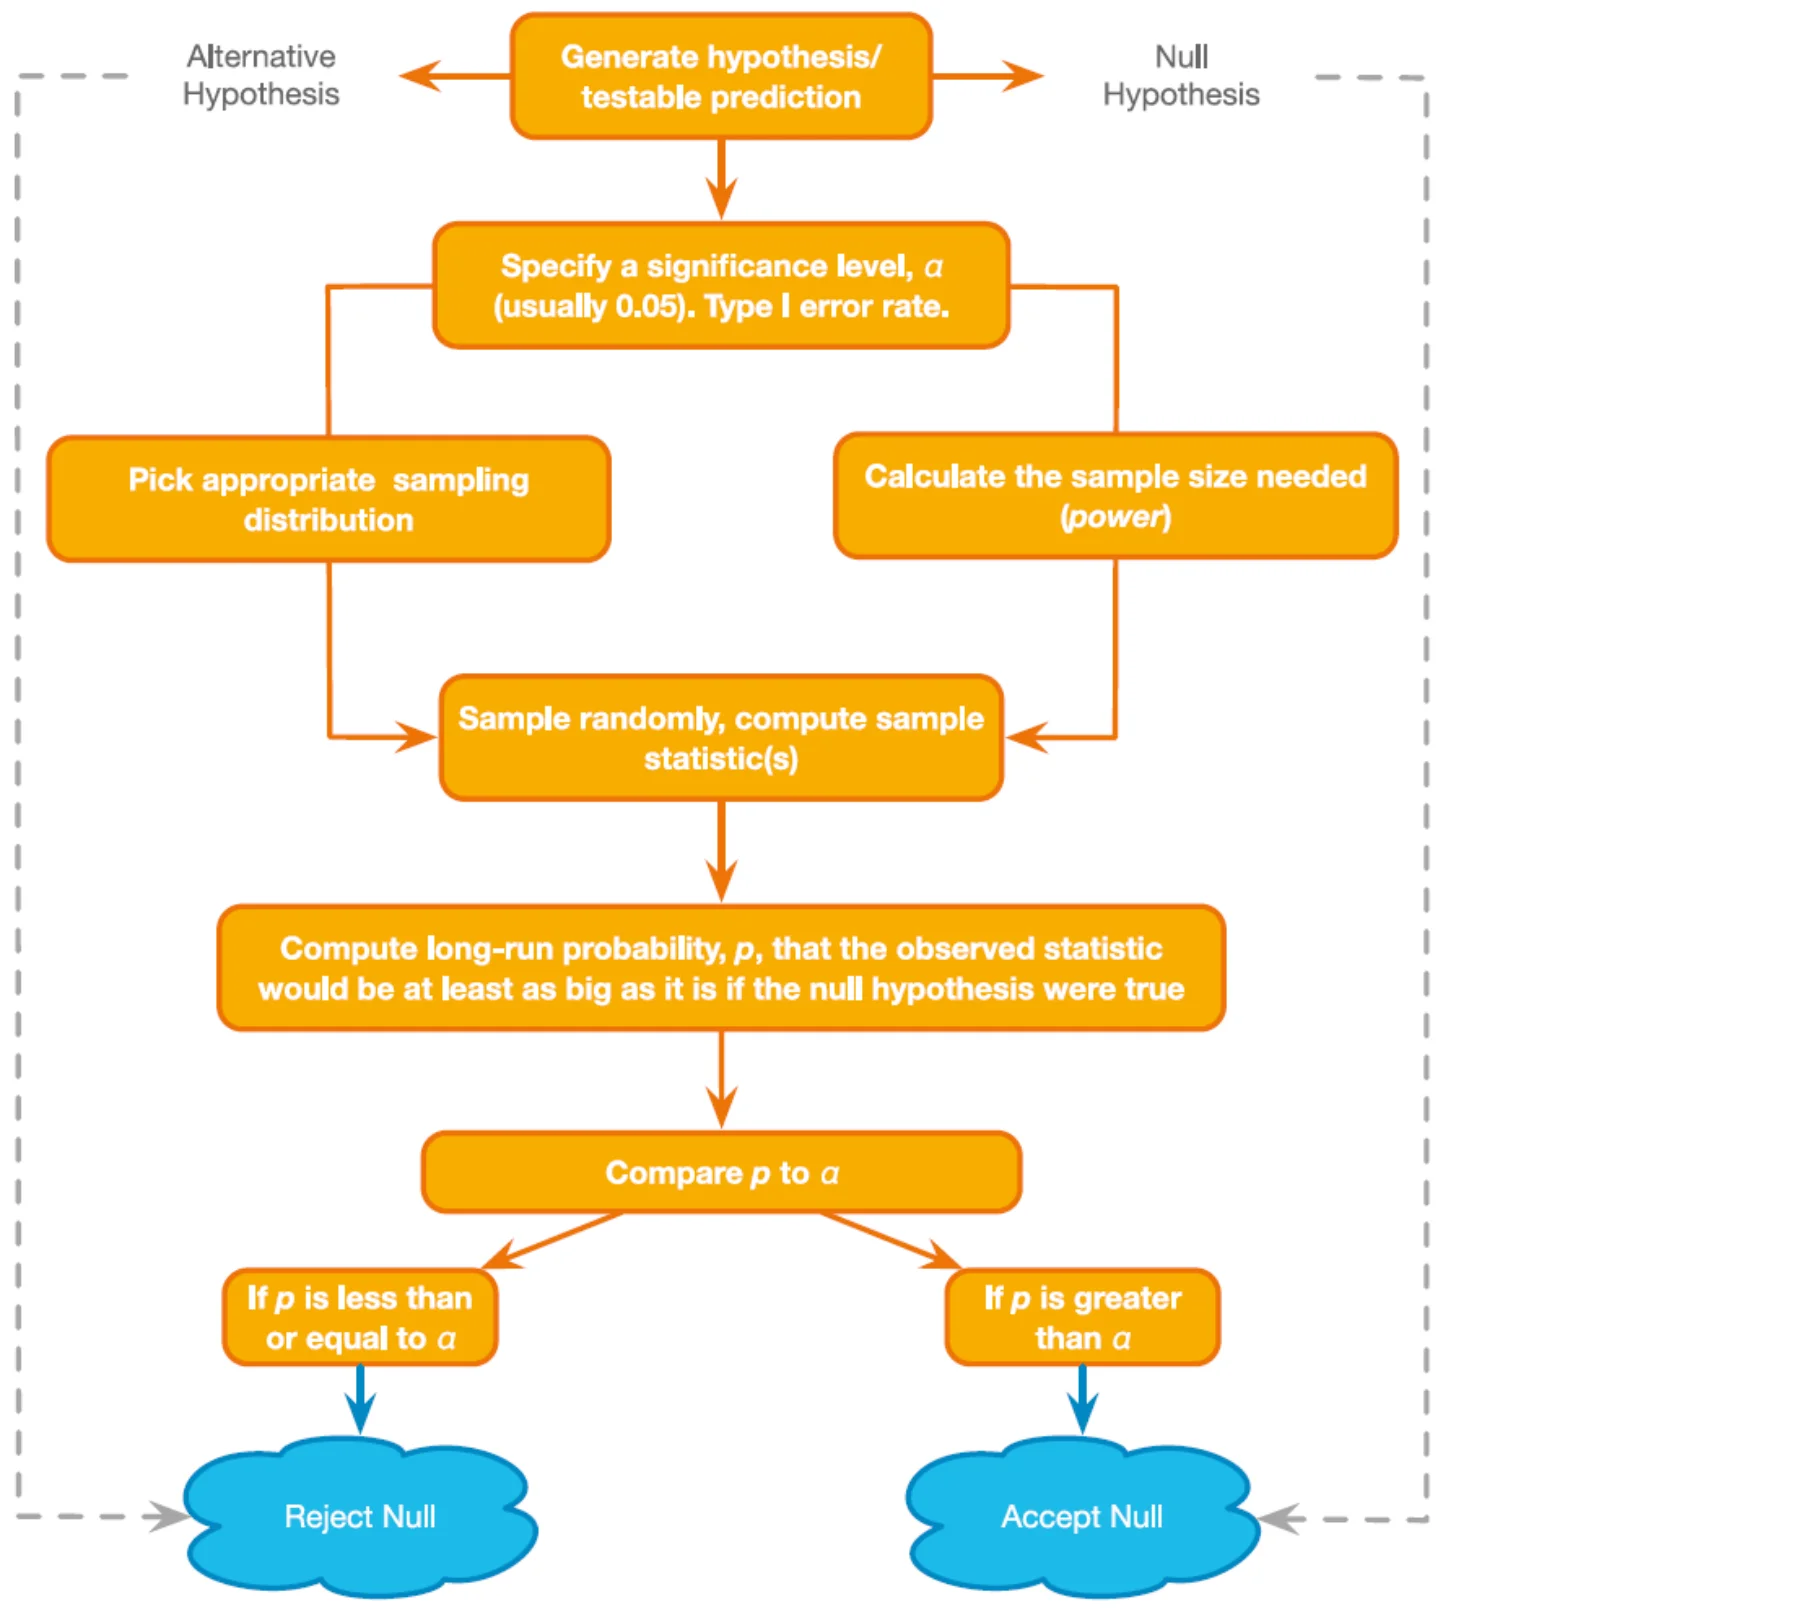 Alternative
Hypothesis
Generate hypothesis/
testable prediction
Null
Hypothesis
Specify a significance level, α
(usually 0.05). Type I error rate.
Pick appropriate sampling
distribution
Calculate the sample size needed
(power)
Sample randomly, compute sample
statistic(s)
Compute long-run probability, p, that the observed statistic
would be at least as big as it is if the null hypothesis were true
Compare p to α
If p is less than
or equal to α
If p is greater
than α
Reject Null
Accept Null